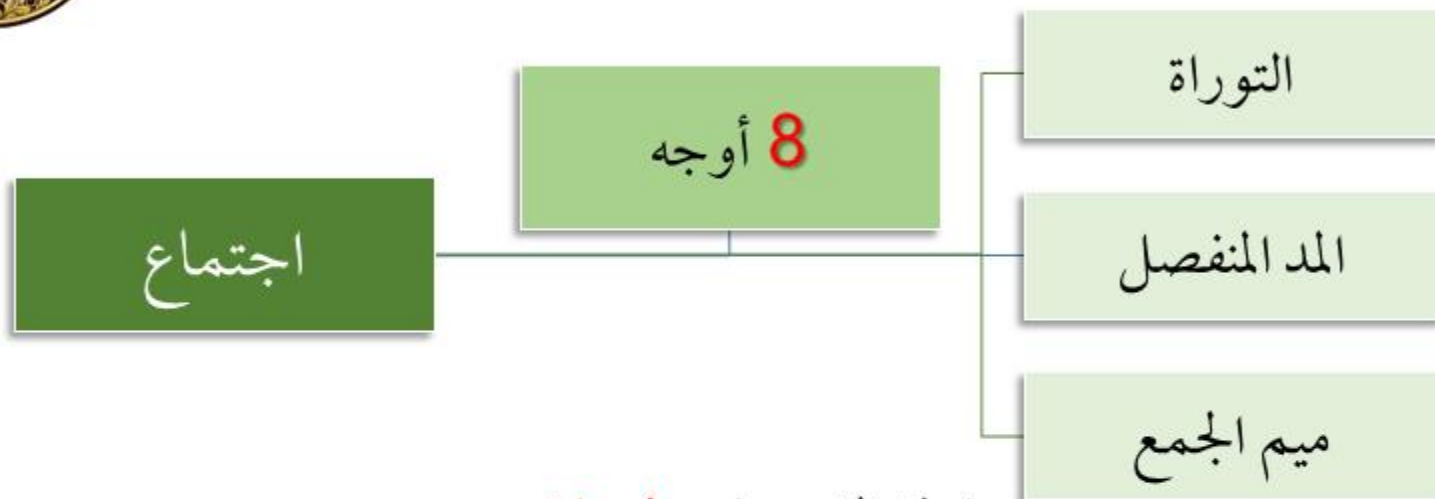 التوراة
8 أوجه
اجتماع
المد المنفصل
ميم الجمع